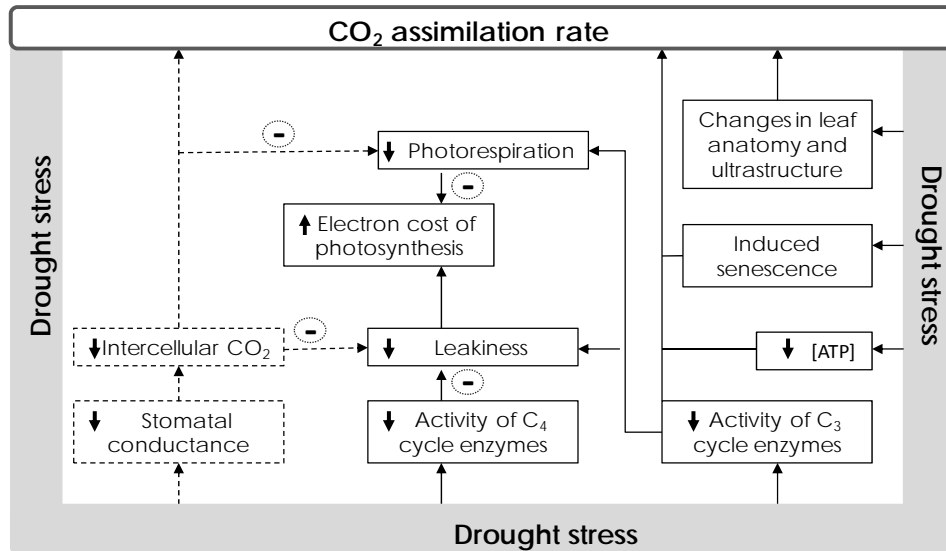 CO₂ assimilation rate
Drought stress
Drought stress
-
Photorespiration
Changes in leaf
anatomy and
ultrastructure
-
Electron cost of
photosynthesis
Induced
senescence
-
Intercellular CO₂
Leakiness
[ATP]
-
Stomatal
conductance
Activity of C₄
cycle enzymes
Activity of C₃
cycle enzymes
Drought stress